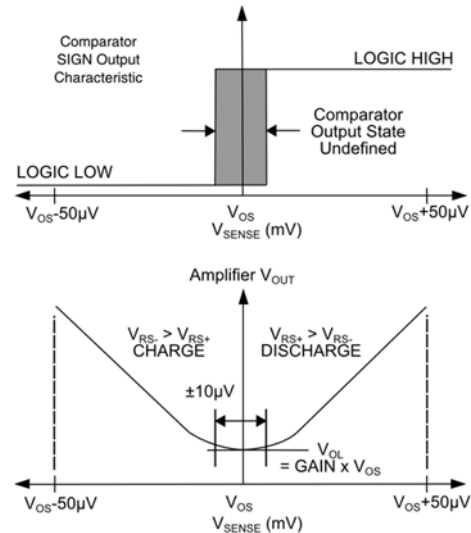 Comparator
SIGN Output
Characteristic
LOGIC HIGH
Comparator
Output State
Undefined
LOGIC LOW
VOS-50µV
VOS
VOS+50µV
VSENSE (mV)
Amplifier VOUT
VRS- > VRS+
CHARGE
VRS+ > VRS-
DISCHARGE
±10µV
VOL
= GAIN x VOS
VOS-50µV
VOS
VOS+50µV
VSENSE (mV)